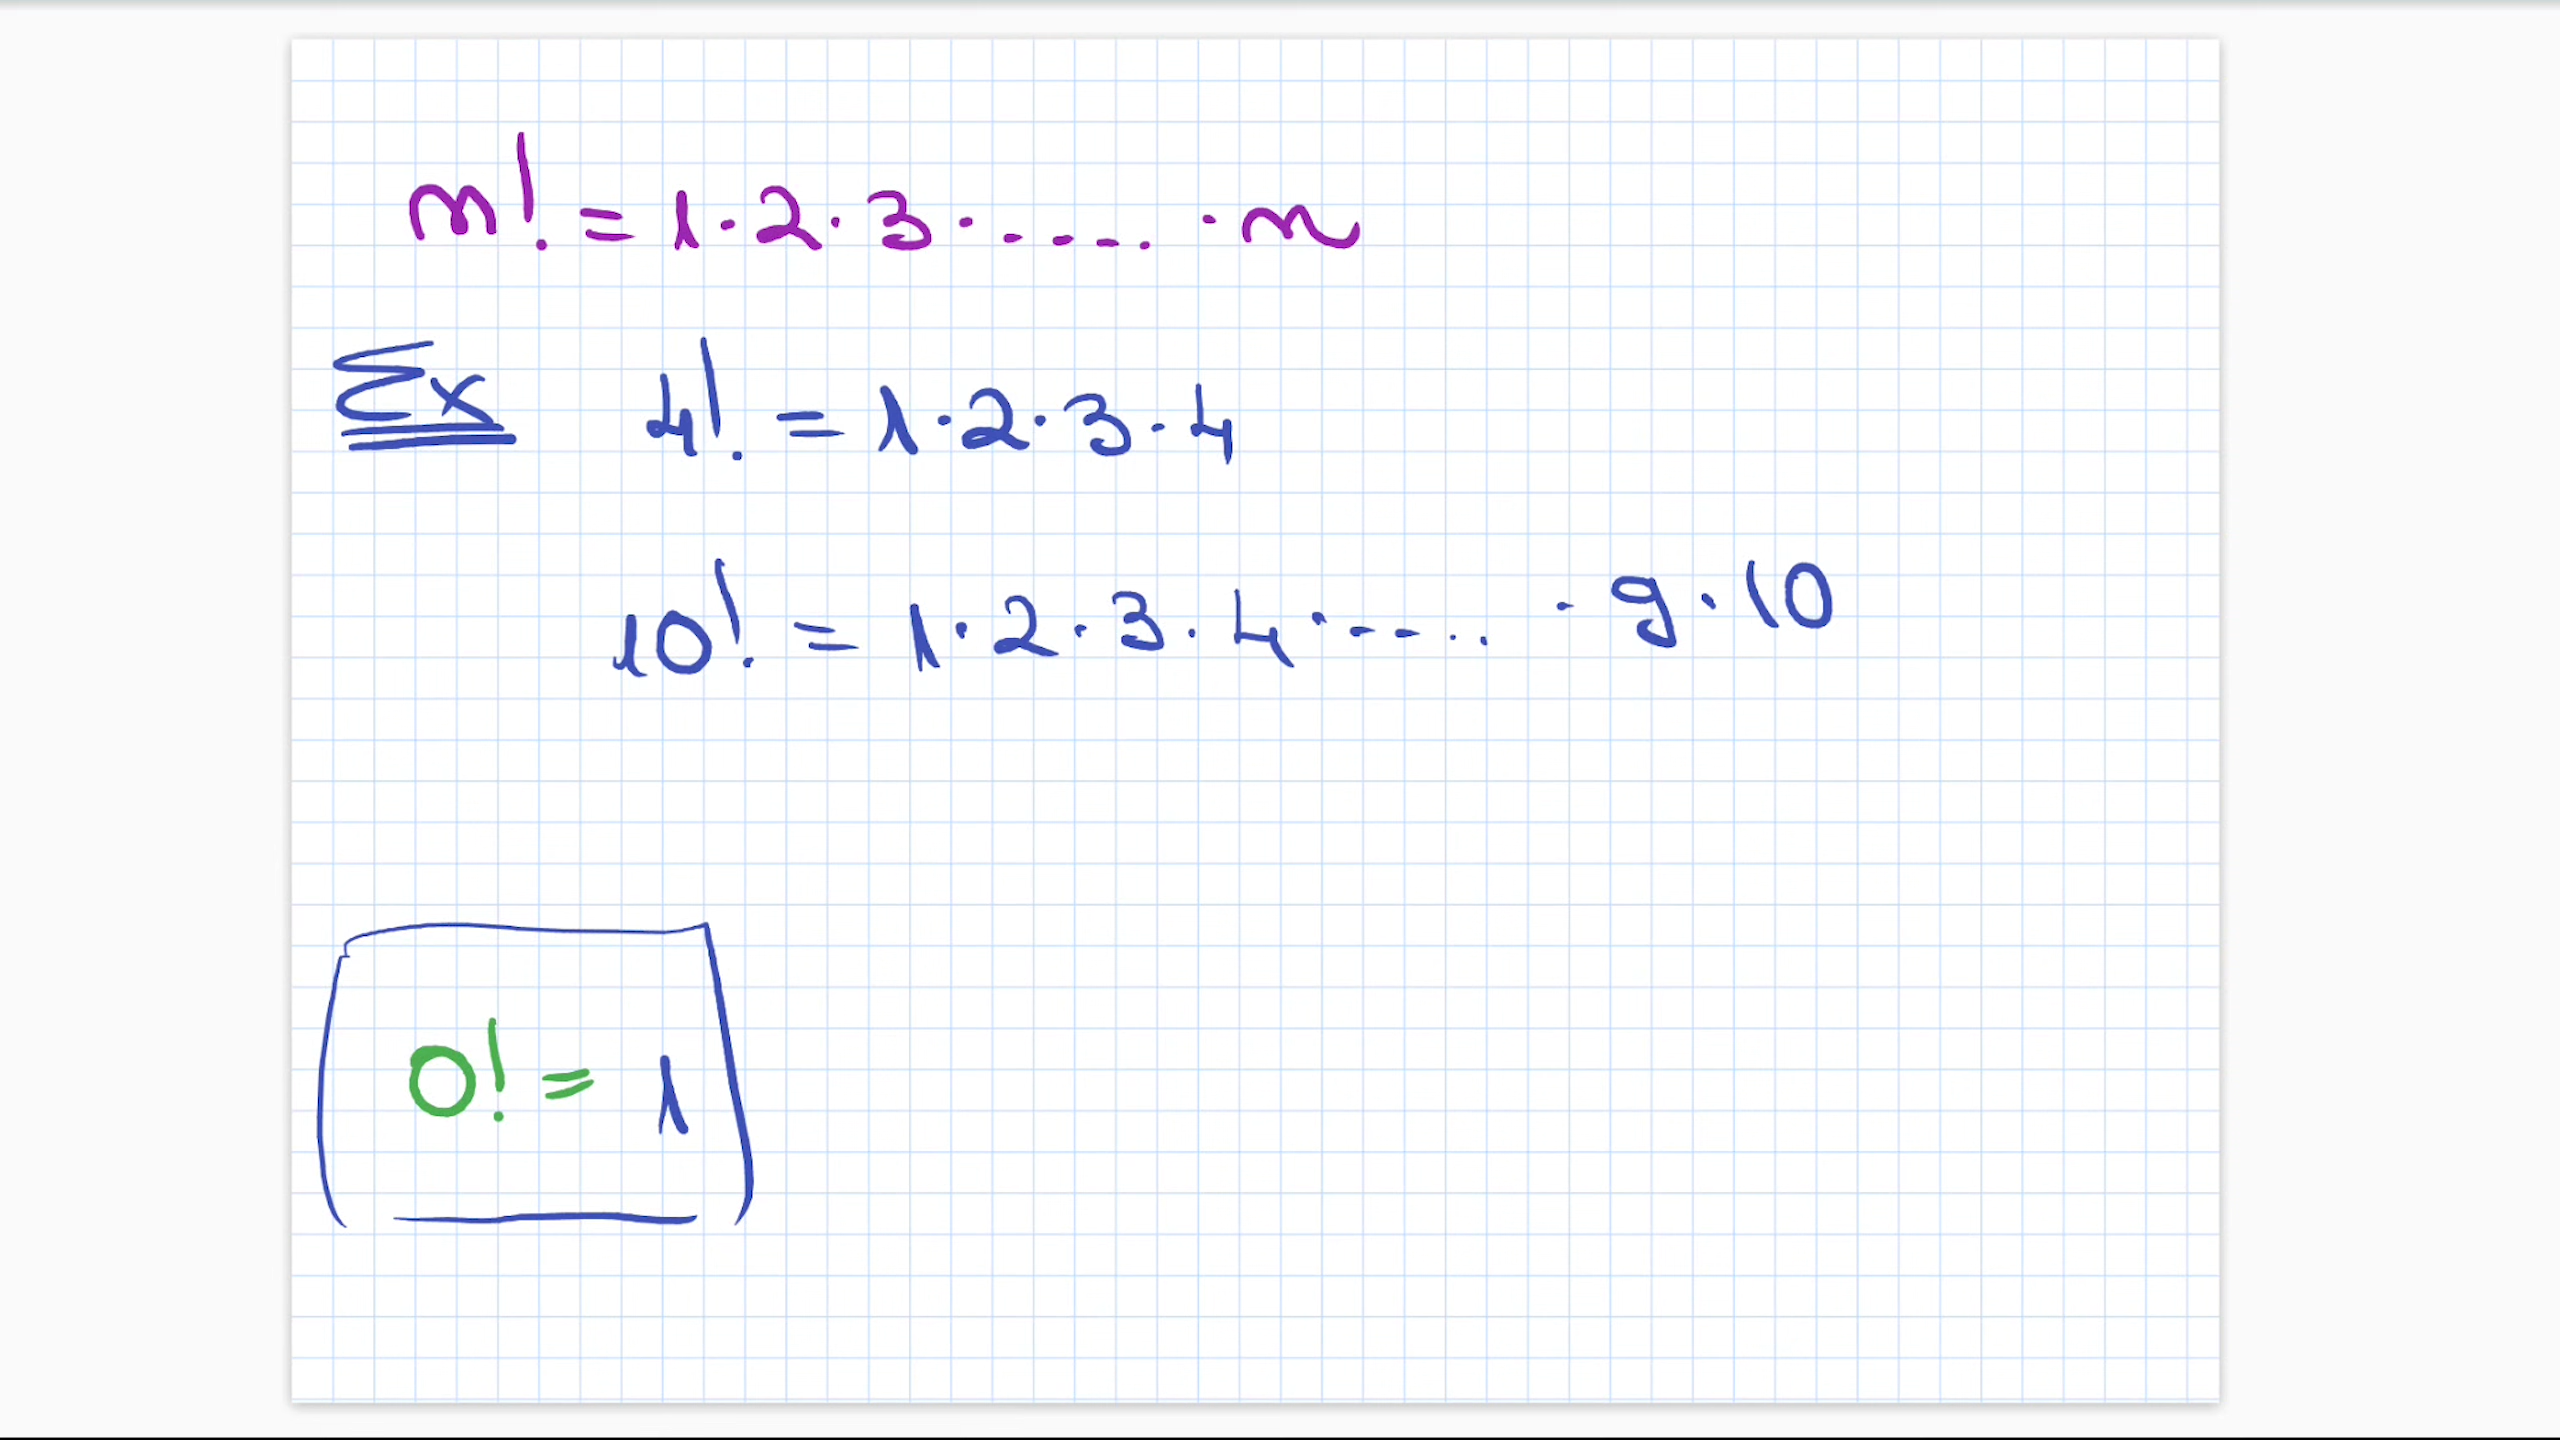 n! = 1·2·3·.....·n
Ex 4! = 1·2·3·4
10! = 1·2·3·4·.....·9·10
0! = 1